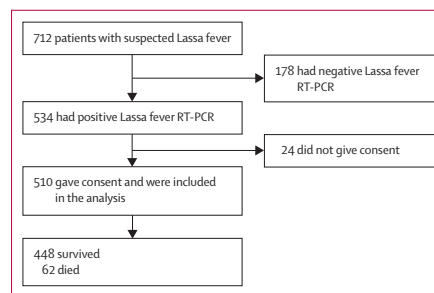 712 patients with suspected Lassa fever
178 had negative Lassa fever
RT-PCR
534 had positive Lassa fever RT-PCR
24 did not give consent
510 gave consent and were included
in the analysis
448 survived
62 died